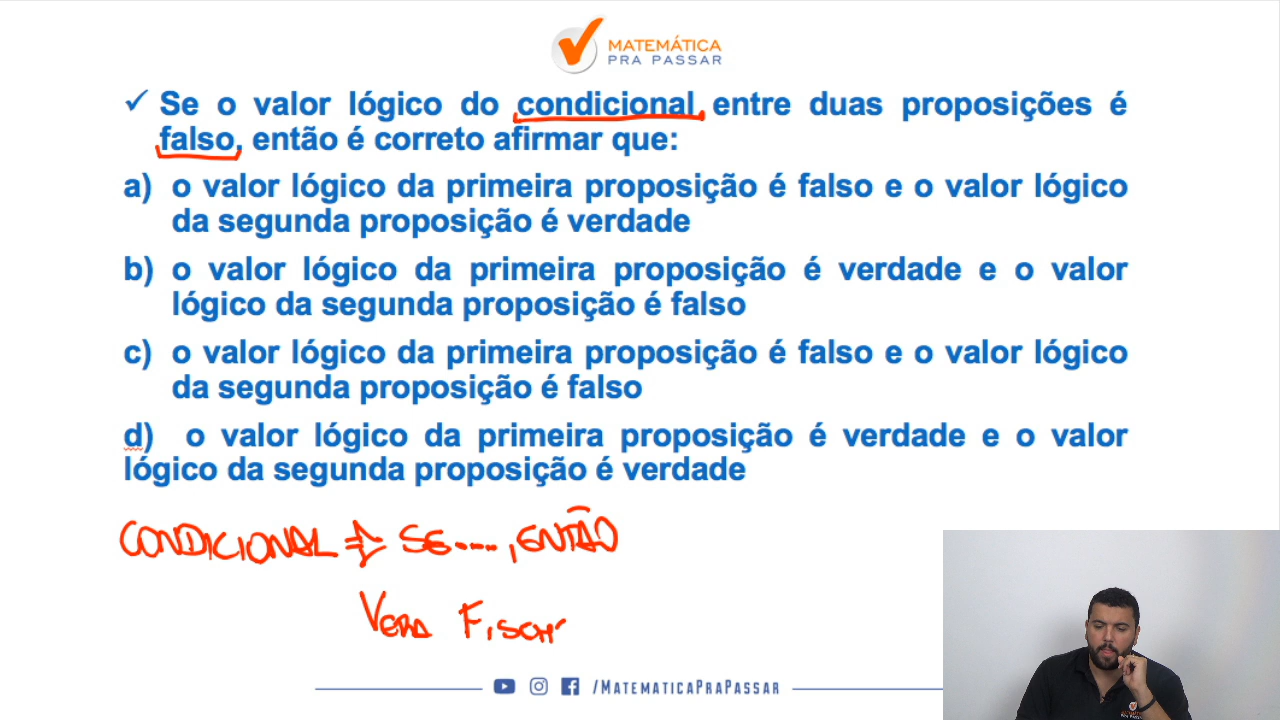 MATEMÁTICA
PRA PASSAR
✓ Se o valor lógico do condicional entre duas proposições é
falso, então é correto afirmar que:
a) o valor lógico da primeira proposição é falso e o valor lógico
da segunda proposição é verdade
b) o valor lógico da primeira proposição é verdade e o valor
lógico da segunda proposição é falso
c) o valor lógico da primeira proposição é falso e o valor lógico
da segunda proposição é falso
d) o valor lógico da primeira proposição é verdade e o valor
lógico da segunda proposição é verdade
CONDICIONAL ⇒ SE...., ENTÃO
VERA
/MATEMATICAPRAPASSAR